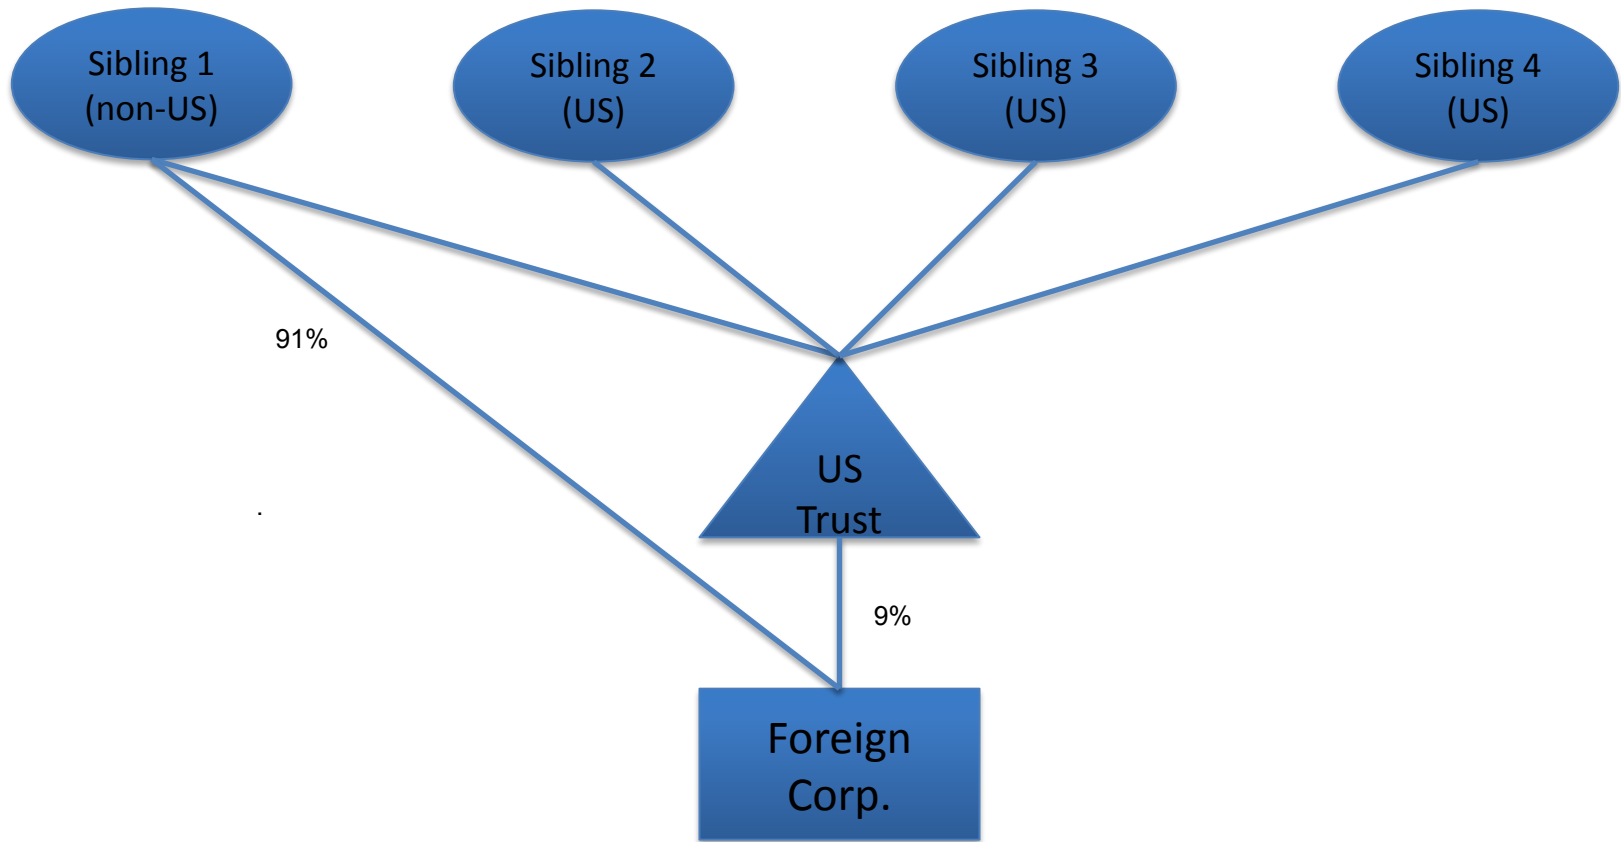 Sibling 1
(non-US)
Sibling 2
(US)
Sibling 3
(US)
Sibling 4
(US)
91%
US
Trust
.
9%
Foreign
Corp.